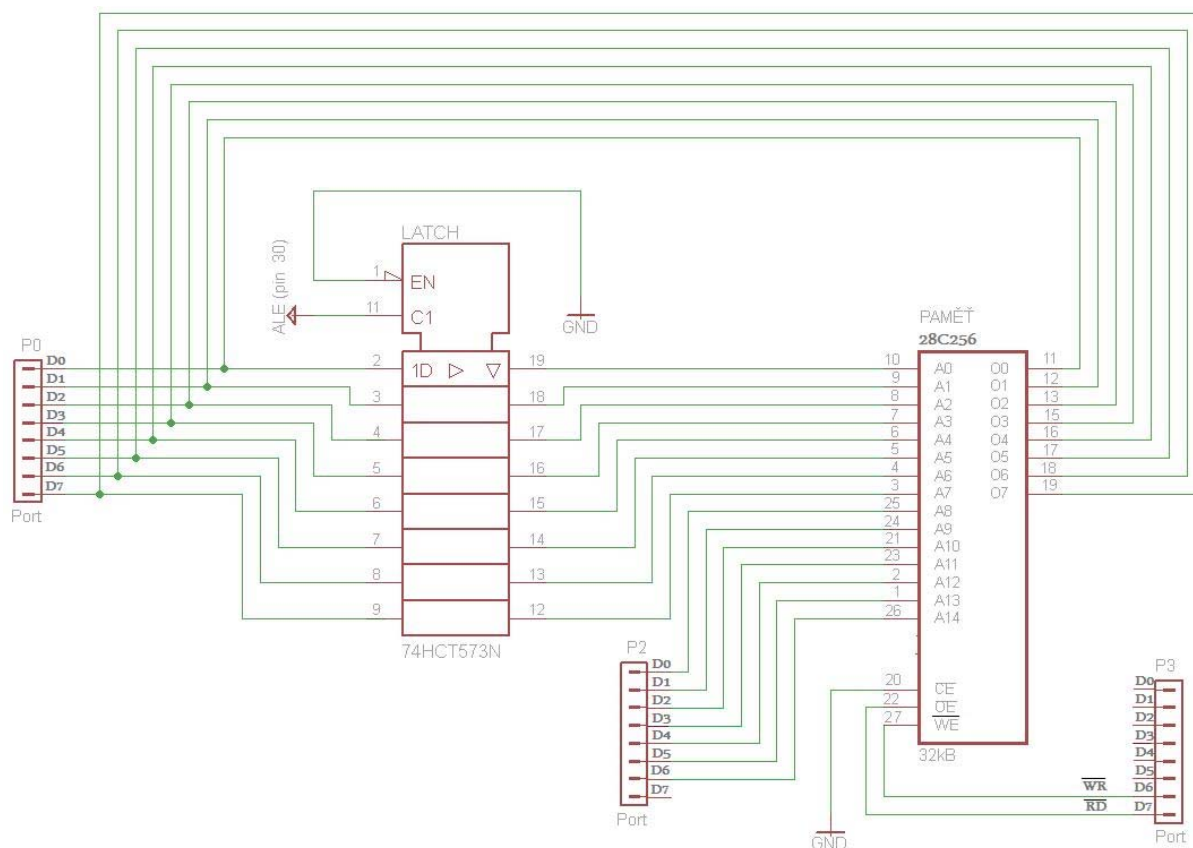 LATCH
ALE (pin 30)
1
EN
11
C1
GND
P0
D0
D1
D2
D3
D4
D5
D6
D7
Port
2
1D
19
3
18
4
17
5
16
6
15
7
14
8
13
9
12
74HCT573N
PAMĚŤ
28C256
10 A0 O0 11
9 A1 O1 12
8 A2 O2 13
7 A3 O3 15
6 A4 O4 16
5 A5 O5 17
4 A6 O6 18
3 A7 O7 19
25 A8
24 A9
21 A10
23 A11
2 A12
1 A13
26 A14
20 CE
22 OE
27 WE
32kB
P2
D0
D1
D2
D3
D4
D5
D6
D7
Port
GND
P3
D0
D1
D2
D3
D4
D5
WR D6
RD D7
Port